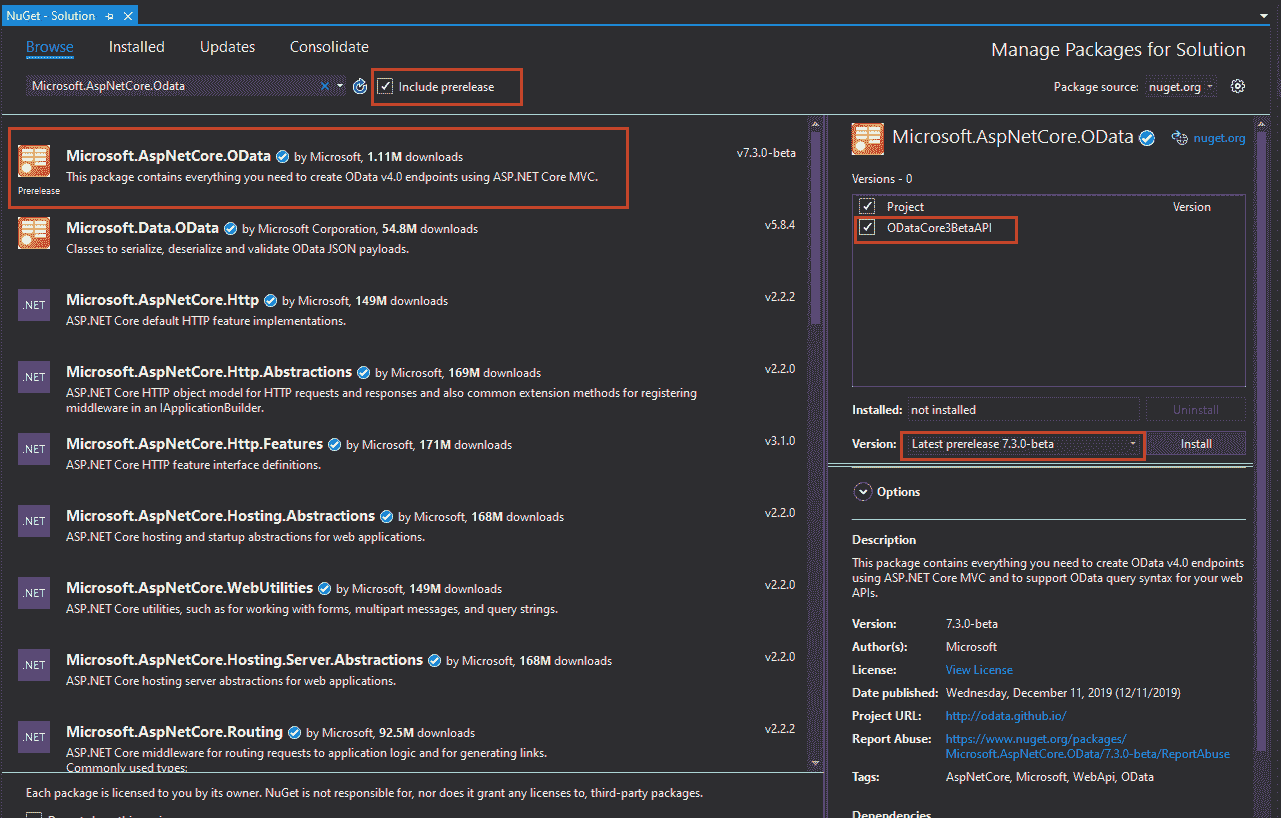 NuGet - Solution
Browse Installed Updates Consolidate
Manage Packages for Solution
Microsoft.AspNetCore.Odata
Include prerelease
Package source: nuget.org
Microsoft.AspNetCore.OData by Microsoft, 1.11M downloads
v7.3.0-beta
This package contains everything you need to create OData v4.0 endpoints using ASP.NET Core MVC.
Prerelease
Microsoft.Data.OData by Microsoft Corporation, 54.8M downloads
v5.8.4
Classes to serialize, deserialize and validate OData JSON payloads.
.NET
Microsoft.AspNetCore.Http by Microsoft, 149M downloads
v2.2.2
ASP.NET Core default HTTP feature implementations.
.NET
Microsoft.AspNetCore.Http.Abstractions by Microsoft, 169M downloads
v2.2.0
ASP.NET Core HTTP object model for HTTP requests and responses and also common extension methods for registering
middleware in an IApplicationBuilder.
.NET
Microsoft.AspNetCore.Http.Features by Microsoft, 171M downloads
v3.1.0
ASP.NET Core HTTP feature interface definitions.
.NET
Microsoft.AspNetCore.Hosting.Abstractions by Microsoft, 168M downloads
v2.2.0
ASP.NET Core hosting and startup abstractions for web applications.
.NET
Microsoft.AspNetCore.WebUtilities by Microsoft, 149M downloads
v2.2.0
ASP.NET Core utilities, such as for working with forms, multipart messages, and query strings.
.NET
Microsoft.AspNetCore.Hosting.Server.Abstractions by Microsoft, 168M downloads
v2.2.0
ASP.NET Core hosting server abstractions for web applications.
.NET
Microsoft.AspNetCore.Routing by Microsoft, 92.5M downloads
v2.2.2
ASP.NET Core middleware for routing requests to application logic and for generating links.
Commonly used types:
Each package is licensed to you by its owner. NuGet is not responsible for, nor does it grant any licenses to, third-party packages.
Microsoft.AspNetCore.OData nuget.org
Versions - 0
Project Version
ODataCore3BetaAPI
Installed: not installed Uninstall
Version: Latest prerelease 7.3.0-beta Install
Options
Description
This package contains everything you need to create OData v4.0 endpoints
using ASP.NET Core MVC and to support OData query syntax for your web
APIs.
Version: 7.3.0-beta
Author(s): Microsoft
License: View License
Date published: Wednesday, December 11, 2019 (12/11/2019)
Project URL: http://odata.github.io/
Report Abuse: https://www.nuget.org/packages/
Microsoft.AspNetCore.OData/7.3.0-beta/ReportAbuse
Tags: AspNetCore, Microsoft, WebApi, OData
Dependencies